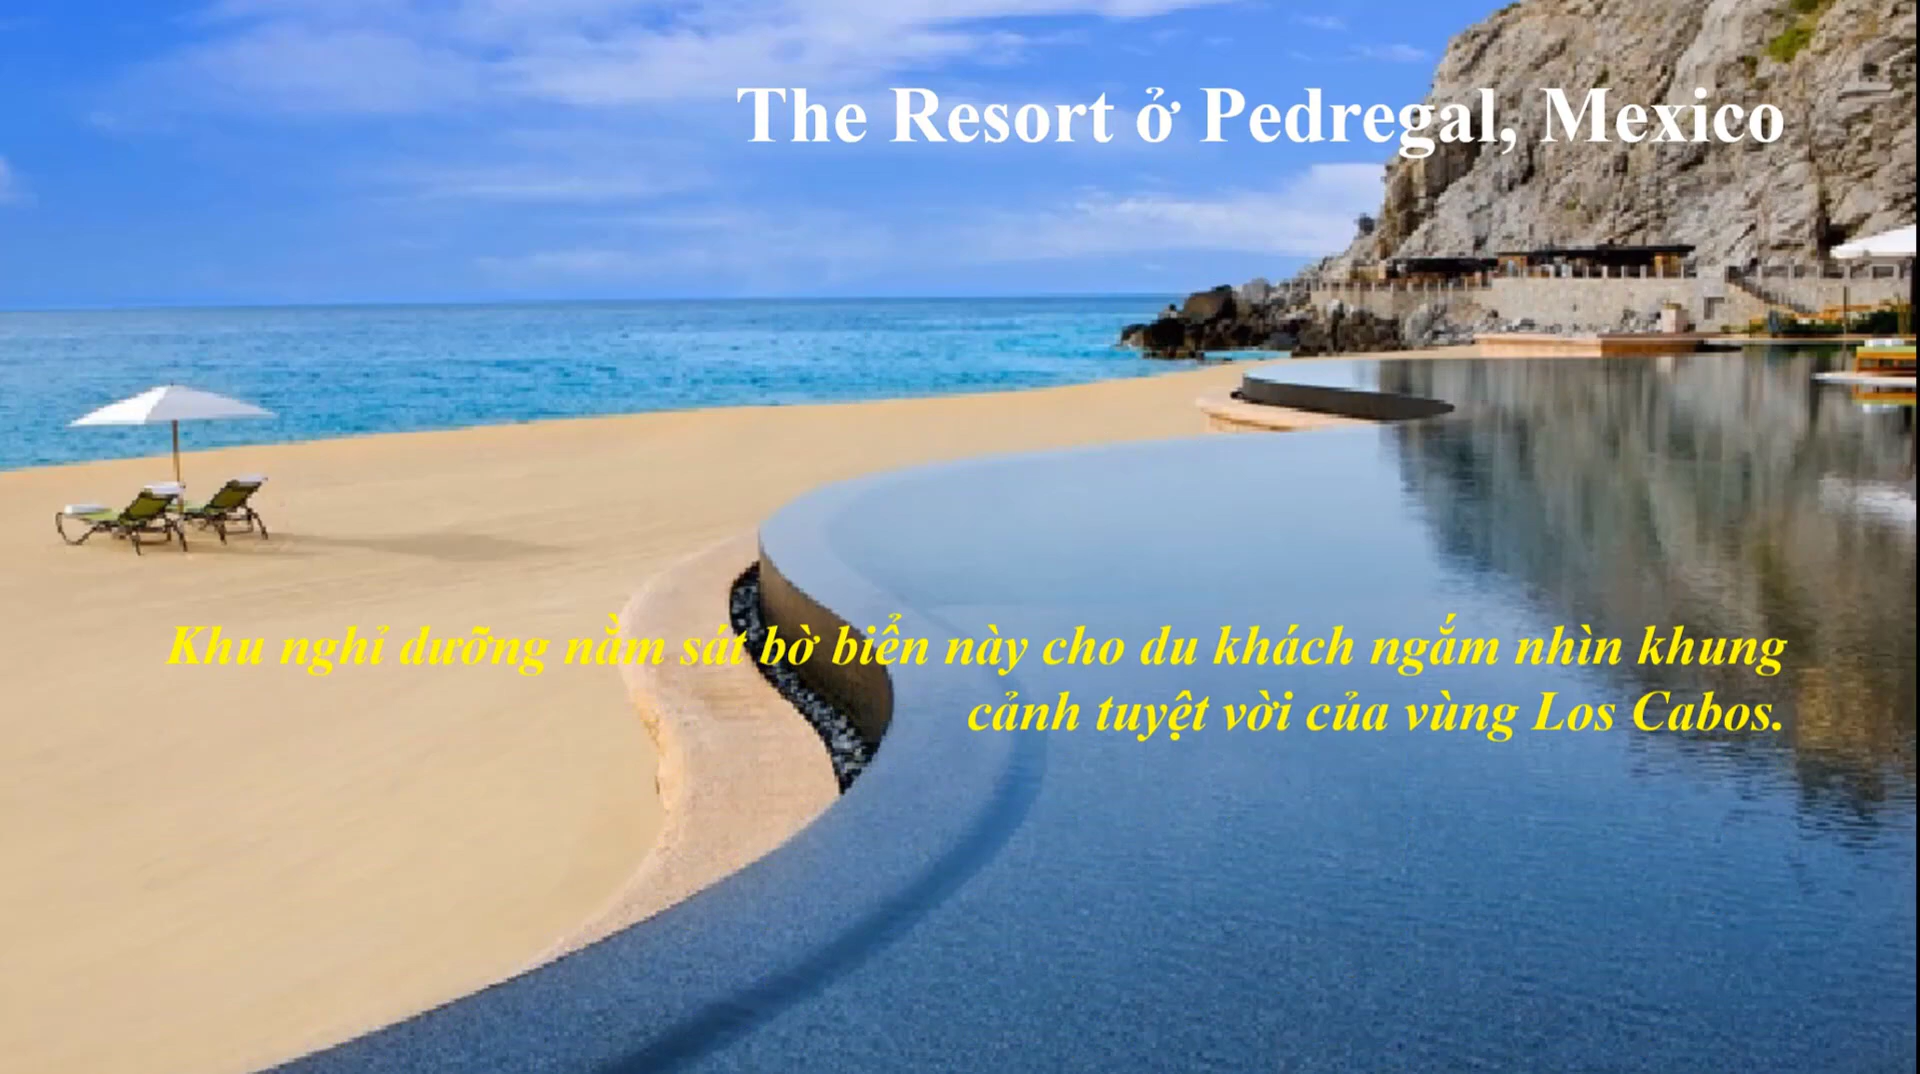 The Resort ở Pedregal, Mexico
Khu nghỉ dưỡng nằm sát bờ biển này cho du khách ngắm nhìn khung
cảnh tuyệt vời của vùng Los Cabos.